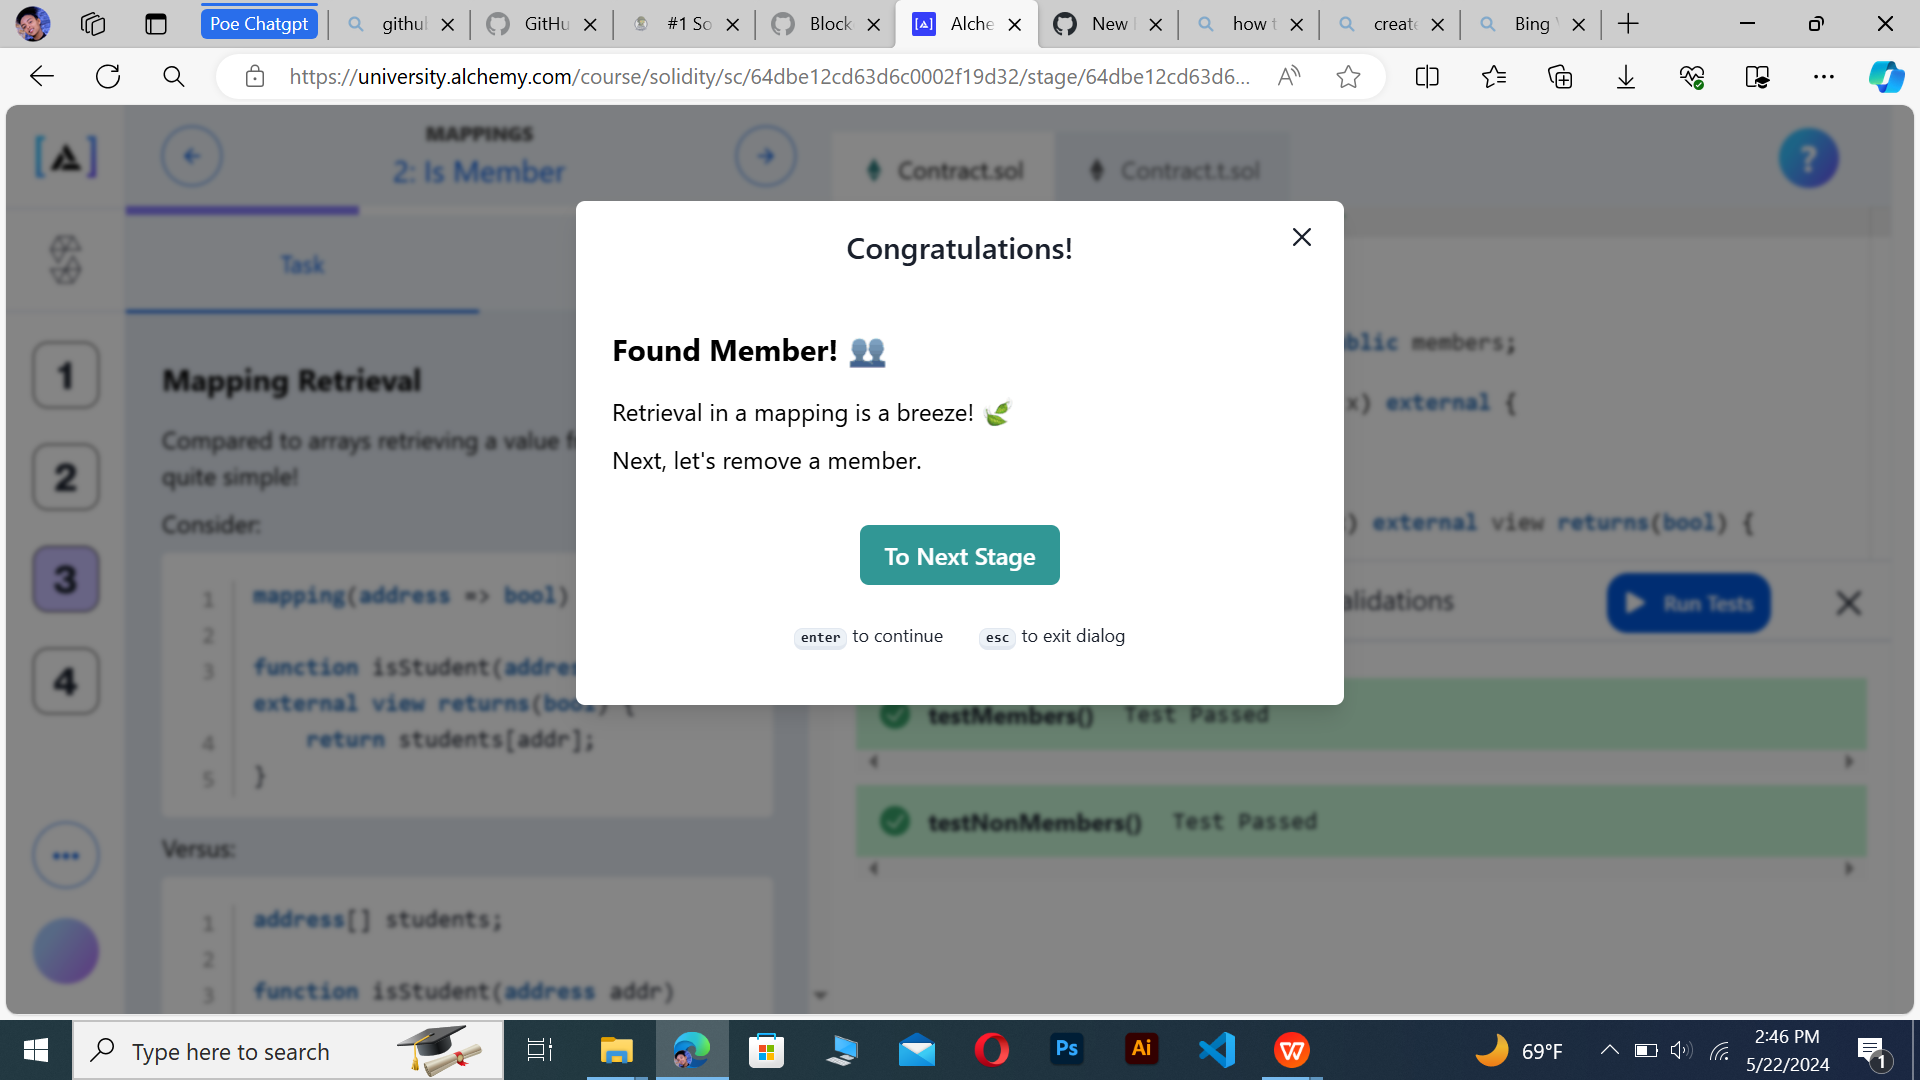 Poe Chatgpt
githul
GitHu
#1 So
Block
Alche
New
how t
create
Bing
https://university.alchemy.com/course/solidity/sc/64dbe12cd63d6c0002f19d32/stage/64dbe12cd63d6...
MAPPINGS
2: Is Member
Contract.sol
Contract.t.sol
?
Task
1
2
3
4
Mapping Retrieval
Compared to arrays retrieving a value f
quite simple!
Consider:
1 mapping(address => bool)
2
3 function isStudent(addres
external view returns(bool) {
4 return students[addr];
5 }
Versus:
1 address[] students;
2
3 function isStudent(address addr)
Congratulations!
Found Member!
Retrieval in a mapping is a breeze!
Next, let's remove a member.
To Next Stage
enter to continue
esc to exit dialog
blic members;
x) external {
) external view returns(bool) {
alidations
Run Tests
testMembers() Test Passed
testNonMembers() Test Passed
Type here to search
Ps
Ai
69°F
2:46 PM
5/22/2024
1